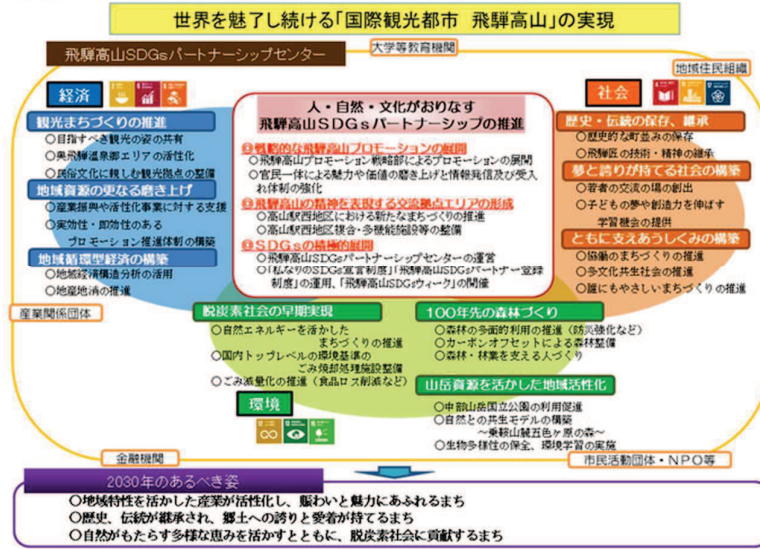 世界を魅了し続ける「国際観光都市 飛騨高山」の実現
飛騨高山SDGsパートナーシップセンター
大学等教育機関
地域住民組織
経済
観光まちづくりの推進
○目指すべき観光の姿の共有
○奥飛騨温泉郷エリアの活性化
○民俗文化に親しむ観光拠点の整備
地域資源の更なる磨き上げ
○産業振興や活性化事業に対する支援
○実効性・即効性のある
プロモーション推進体制の構築
地域循環型経済の構築
○地域経済構造分析の活用
○地産地消の推進
産業関係団体
人・自然・文化がおりなす
飛騨高山SDGsパートナーシップの推進
❶戦略的な飛騨高山プロモーションの展開
○飛騨高山プロモーション戦略部によるプロモーションの展開
○官民一体による魅力や価値の磨き上げと情報発信及び受入
れ体制の強化
❷飛騨高山の精神を表現する交流拠点エリアの形成
○高山駅西地区における新たなまちづくりの推進
○高山駅西地区複合・多機能施設等の整備
❸SDGsの積極的展開
○飛騨高山SDGsパートナーシップセンターの運営
○「私なりのSDGs宣言制度」「飛騨高山SDGsパートナー登録
制度」の運用、「飛騨高山SDGsウィーク」の開催
社会
歴史・伝統の保存、継承
○歴史的な町並みの保存
○飛騨匠の技術・精神の継承
夢と誇りが持てる社会の構築
○若者の交流の場の創出
○子どもの夢や創造力を伸ばす
学習機会の提供
ともに支えあうしくみの構築
○協働のまちづくりの推進
○多文化共生社会の推進
○誰にもやさしいまちづくりの推進
脱炭素社会の早期実現
○自然エネルギーを活かした
まちづくりの推進
○国内トップレベルの環境基準の
ごみ焼却処理施設整備
○ごみ減量化の推進(食品ロス削減など)
環境
100年先の森林づくり
○森林の多面的利用の推進(防災強化など)
○カーボンオフセットによる森林整備
○森林・林業を支える人づくり
山岳資源を活かした地域活性化
○中部山岳国立公園の利用促進
○自然との共生モデルの構築
～乗鞍山麓五色ヶ原の森～
○生物多様性の保全、環境学習の実施
金融機関
市民活動団体・NPO等
2030年のあるべき姿
○地域特性を活かした産業が活性化し、賑わいと魅力にあふれるまち
○歴史、伝統が継承され、郷土への誇りと愛着が持てるまち
○自然がもたらす多様な恵みを活かすとともに、脱炭素社会に貢献するまち